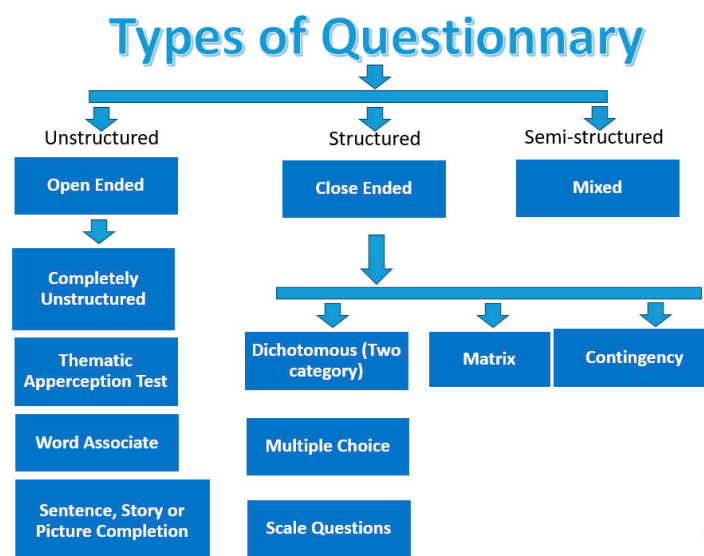 Types of Questionnary
Unstructured
Structured
Semi-structured
Open Ended
Close Ended
Mixed
Completely
Unstructured
Thematic
Apperception Test
Word Associate
Sentence, Story or
Picture Completion
Dichotomous (Two
category)
Matrix
Contingency
Multiple Choice
Scale Questions